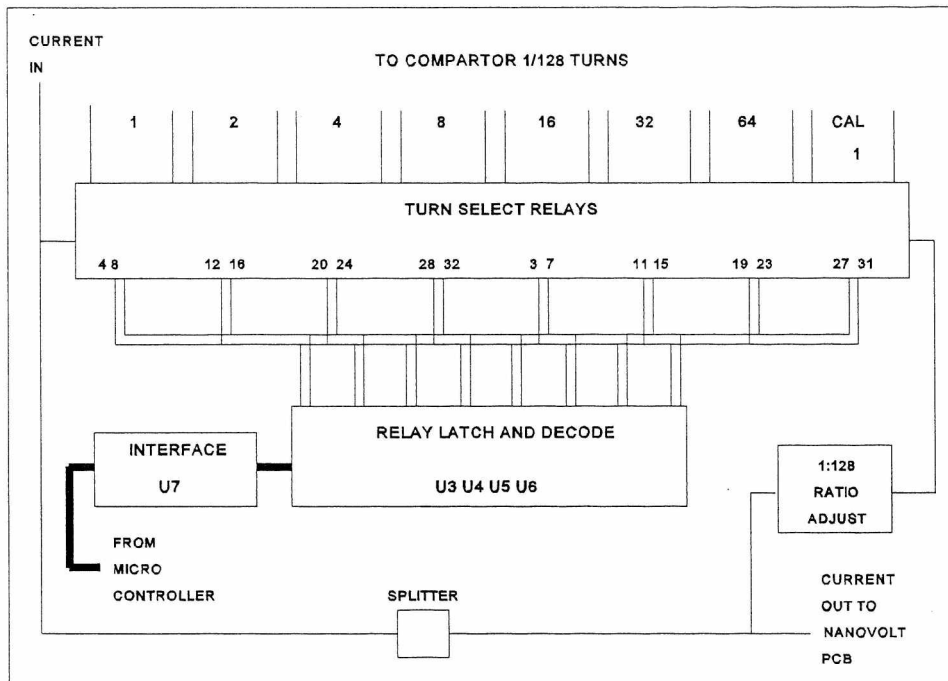 CURRENT
IN
TO COMPARTOR 1/128 TURNS
1 2 4 8 16 32 64 CAL
1
TURN SELECT RELAYS
4 8 12 16 20 24 28 32 3 7 11 15 19 23 27 31
RELAY LATCH AND DECODE
U3 U4 U5 U6
INTERFACE
U7
1:128
RATIO
ADJUST
FROM
MICRO
CONTROLLER
SPLITTER
CURRENT
OUT TO
NANOVOLT
PCB